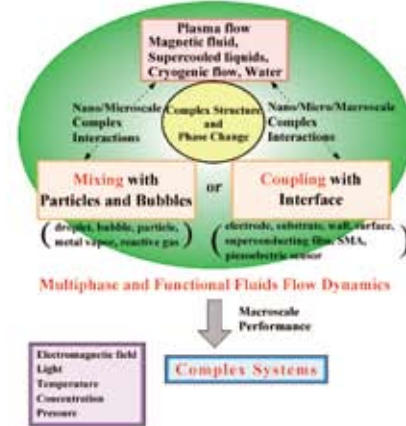 Plasma flow
Magnetic fluid,
Supercooled liquids,
Cryogenic flow, Water
Nano/Microscale
Complex
Interactions
Complex Structure
and
Phase Change
Nano/Micro/Macroscale
Complex
Interactions
Mixing with
Particles and Bubbles
or
Coupling with
Interface
(droplet, bubble, particle,
metal vapor, reactive gas)
(electrode, substrate, wall, surface,
superconducting film, SMA,
piezoelectric sensor)
Multiphase and Functional Fluids Flow Dynamics
Macroscale
Performance
Electromagnetic field
Light
Temperature
Concentration
Pressure
Complex Systems